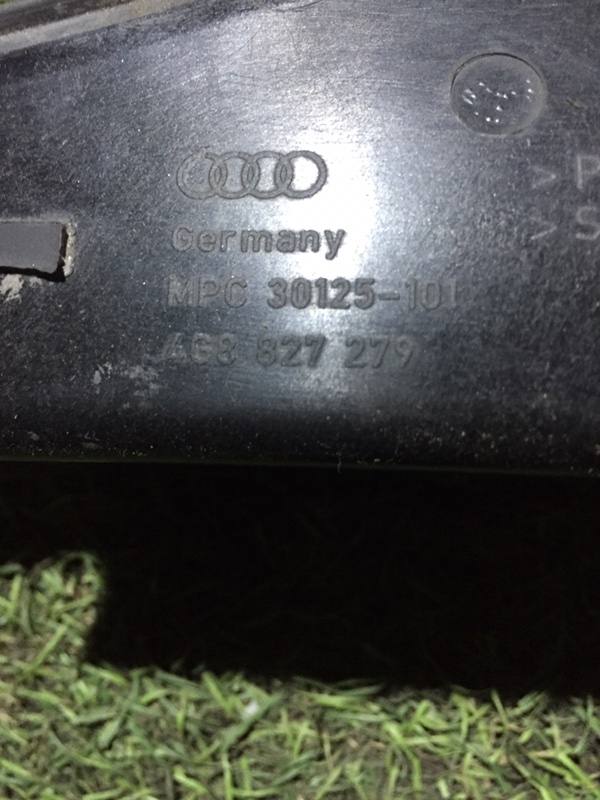 Germany
MPC 30125-101
4G8 827 279
>P
>S